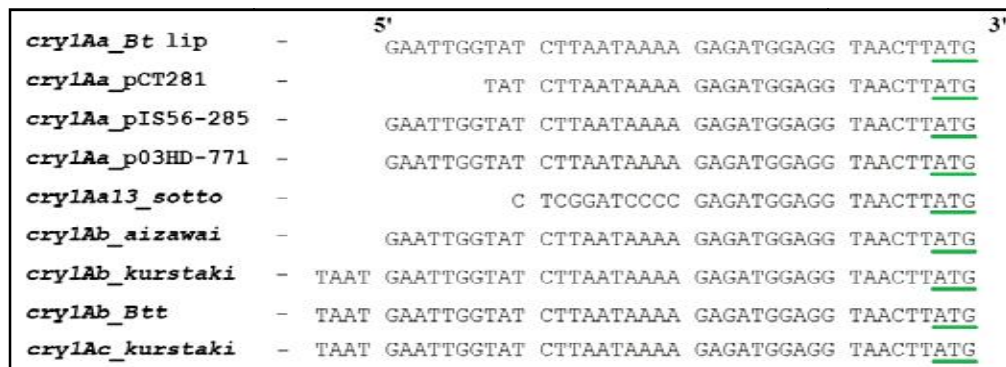 5' 3'
cry1Aa_Bt lip - GAATTGGTAT CTTAATAAAA GAGATGGAGG TAACTTATG
cry1Aa_pCT281 - TAT CTTAATAAAA GAGATGGAGG TAACTTATG
cry1Aa_pIS56-285 - GAATTGGTAT CTTAATAAAA GAGATGGAGG TAACTTATG
cry1Aa_p03HD-771 - GAATTGGTAT CTTAATAAAA GAGATGGAGG TAACTTATG
cry1Aa13_sotto - C TCGGATCCCC GAGATGGAGG TAACTTATG
cry1Ab_aizawai - GAATTGGTAT CTTAATAAAA GAGATGGAGG TAACTTATG
cry1Ab_kurstaki - TAAT GAATTGGTAT CTTAATAAAA GAGATGGAGG TAACTTATG
cry1Ab_Btt - TAAT GAATTGGTAT CTTAATAAAA GAGATGGAGG TAACTTATG
cry1Ac_kurstaki - TAAT GAATTGGTAT CTTAATAAAA GAGATGGAGG TAACTTATG